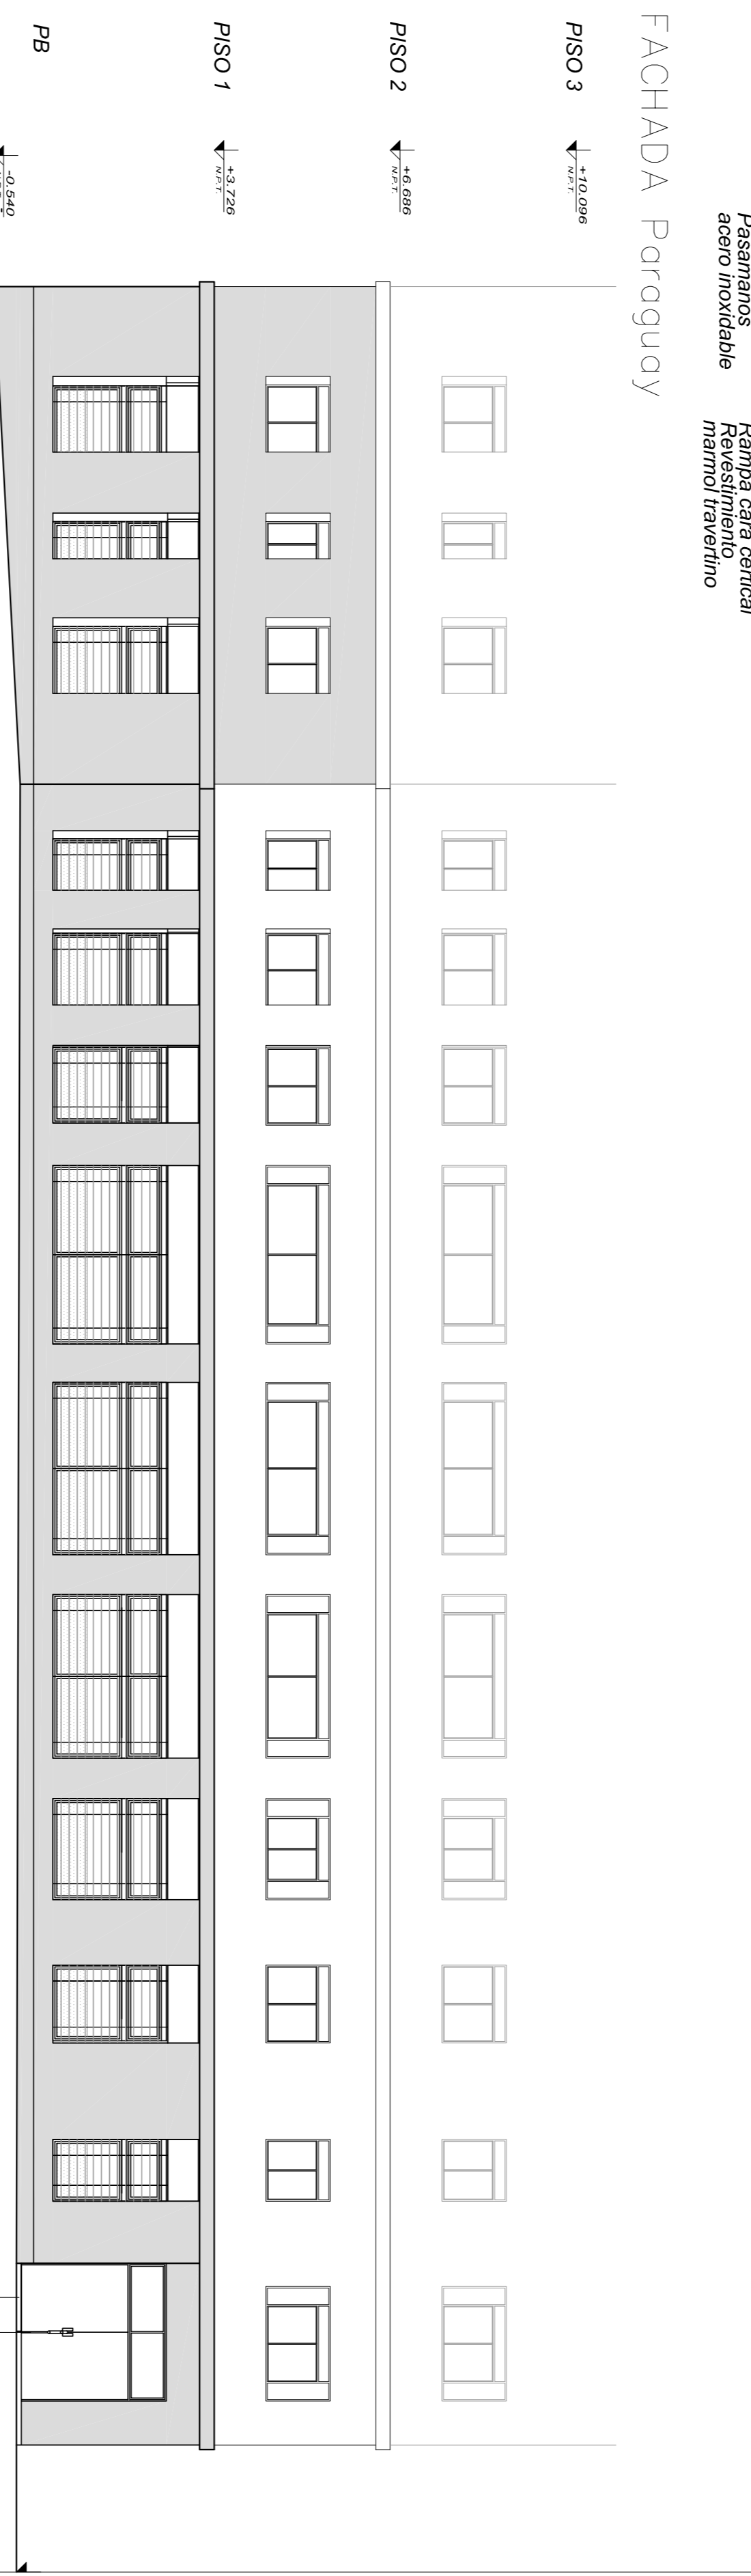 Pasamanos
acero inoxidable
Rampa cara certical
Revestimiento
marmol travertino
FACHADA Paraguay
PISO 3
+10.096
N.P.T.
PISO 2
+6.686
N.P.T.
PISO 1
+3.726
N.P.T.
PB
-0.540